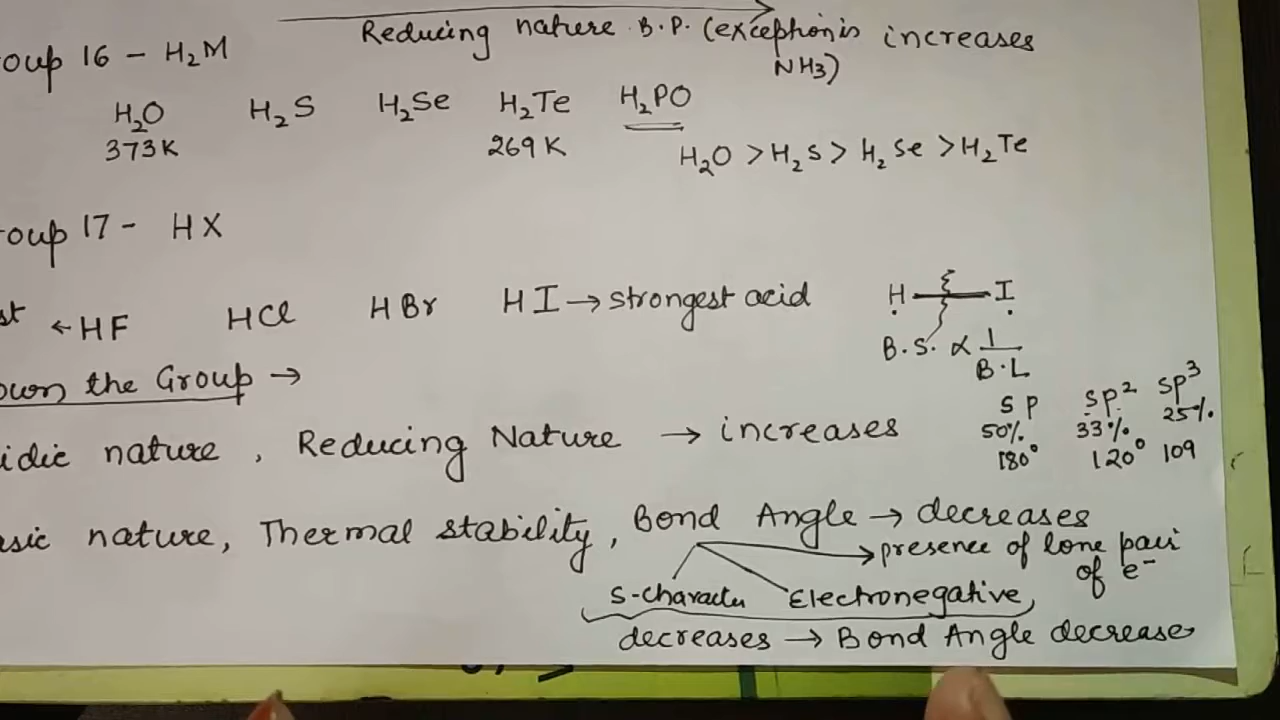 Reducing nature B.P. (exception is increases
NH3)
oup 16 - H₂M
H₂O H₂S H₂Se H₂Te H₂PO
373K 269K
H₂O > H₂S > H₂Se > H₂Te
oup 17 - HX
st ← HF HCl HBr HI → strongest acid
H — I
B.S. ∝ 1/B.L
own the Group →
SP SP² SP³
50%. 33%. 25%.
180° 120° 109
idic nature, Reducing Nature → increases
asic nature, Thermal stability, Bond Angle → decreases
presence of lone pair
of e⁻
S-character Electronegative
decreases → Bond Angle decreases